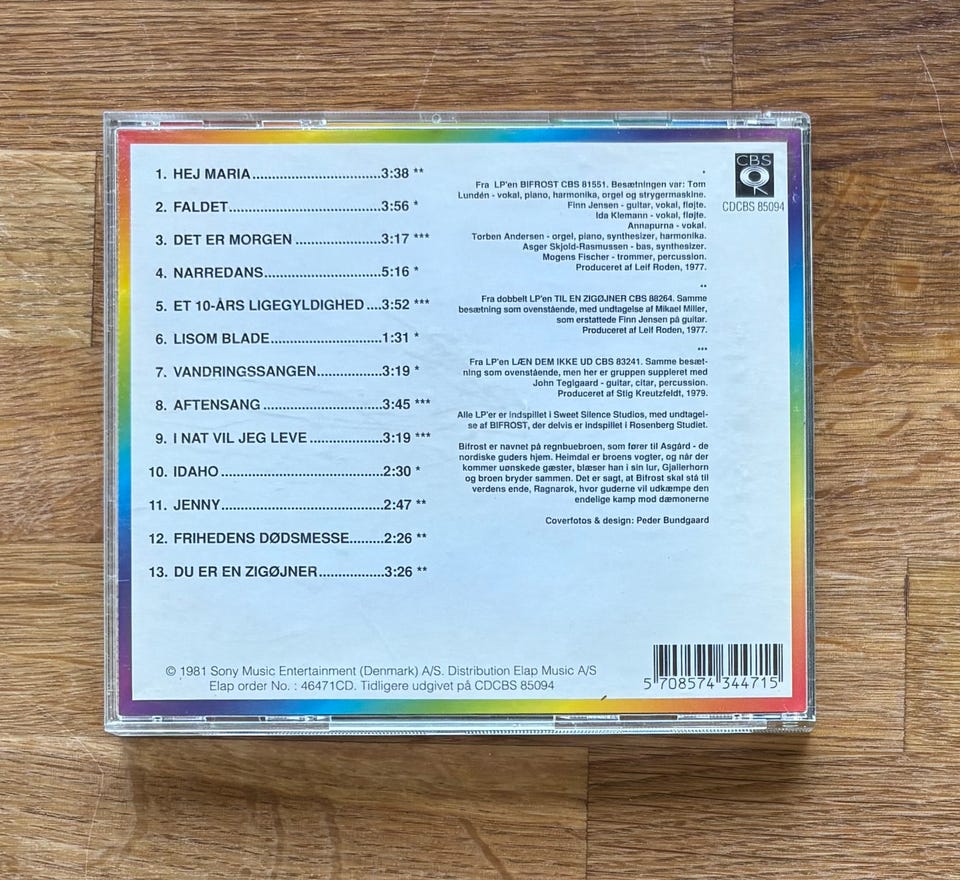 1. HEJ MARIA......................3:38 **
2. FALDET..........................3:56 *
3. DET ER MORGEN ...............3:17 ***
4. NARREDANS....................5:16 *
5. ET 10-ÅRS LIGEGYLDIGHED ....3:52 ***
6. LISOM BLADE...................1:31 *
7. VANDRINGSSANGEN...........3:19 *
8. AFTENSANG .....................3:45 ***
9. I NAT VIL JEG LEVE .............3:19 ***
10. IDAHO............................2:30 *
11. JENNY............................2:47 **
12. FRIHEDENS DØDSMESSE........2:26 **
13. DU ER EN ZIGØJNER.............3:26 **
CBS
CDCBS 85094
*
Fra LP'en BIFROST CBS 81551. Besætningen var: Tom
Lundén - vokal, piano, harmonika, orgel og strygermaskine.
Finn Jensen - guitar, vokal, fløjte.
Ida Klemann - vokal, fløjte.
Annapurna - vokal.
Torben Andersen - orgel, piano, synthesizer, harmonika.
Asger Skjold-Rasmussen - bas, synthesizer.
Mogens Fischer - trommer, percussion.
Produceret af Leif Roden, 1977.
**
Fra dobbelt LP'en TIL EN ZIGØJNER CBS 88264. Samme
besætning som ovenstående, med undtagelse af Mikael Miller,
som erstattede Finn Jensen på guitar.
Produceret af Leif Roden, 1977.
***
Fra LP'en LÆN DEM IKKE UD CBS 83241. Samme besæt-
ning som ovenstående, men her er gruppen suppleret med
John Teglgaard - guitar, citar, percussion.
Produceret af Stig Kreutzfeldt, 1979.
Alle LP'er er indspillet i Sweet Silence Studios, med undtagel-
se af BIFROST, der delvis er indspillet i Rosenberg Studiet.
Bifrost er navnet på regnbuebroen, som fører til Asgård - de
nordiske guders hjem. Heimdal er broens vogter, og når der
kommer uønskede gæster, blæser han i sin lur, Gjallerhorn
og broen bryder sammen. Det er sagt, at Bifrost skal stå til
verdens ende, Ragnarok, hvor guderne vil udkæmpe den
endelige kamp mod dæmonerne
Coverfotos & design: Peder Bundgaard
© 1981 Sony Music Entertainment (Denmark) A/S. Distribution Elap Music A/S
Elap order No. : 46471CD. Tidligere udgivet på CDCBS 85094
5 708574 344715